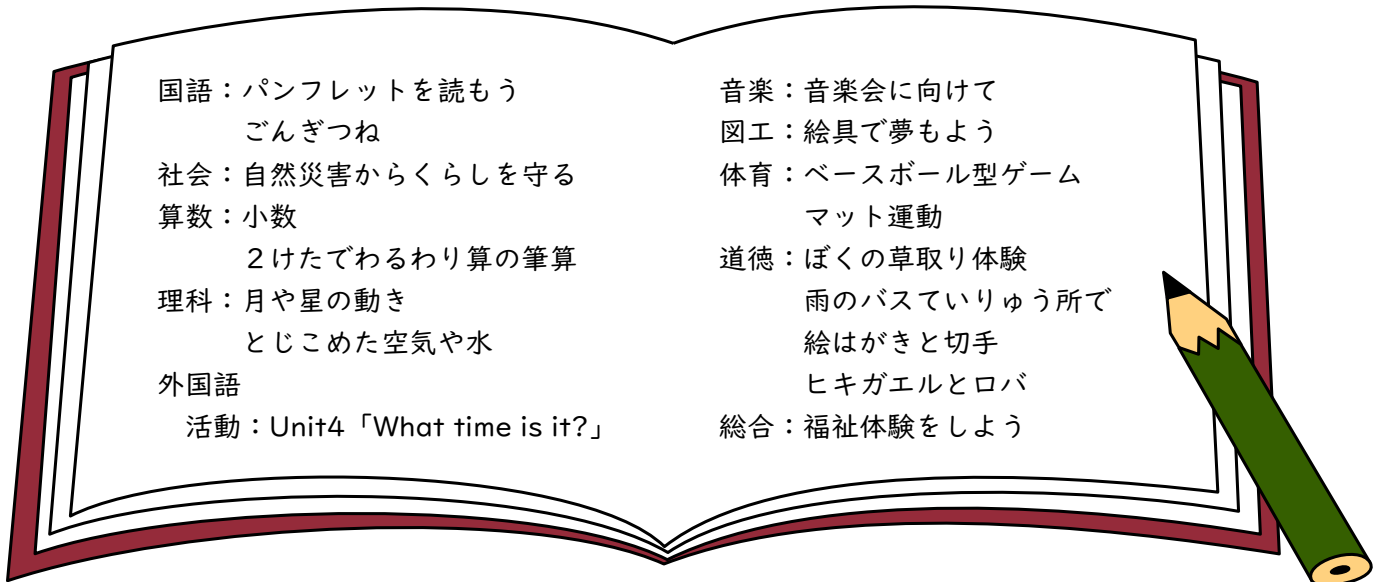 国語：パンフレットを読もう
ごんぎつね
社会：自然災害からくらしを守る
算数：小数
２けたでわるわり算の筆算
理科：月や星の動き
とじこめた空気や水
外国語
活動：Unit4「What time is it?」
音楽：音楽会に向けて
図工：絵具で夢もよう
体育：ベースボール型ゲーム
マット運動
道徳：ぼくの草取り体験
雨のバスていりゅう所で
絵はがきと切手
ヒキガエルとロバ
総合：福祉体験をしよう